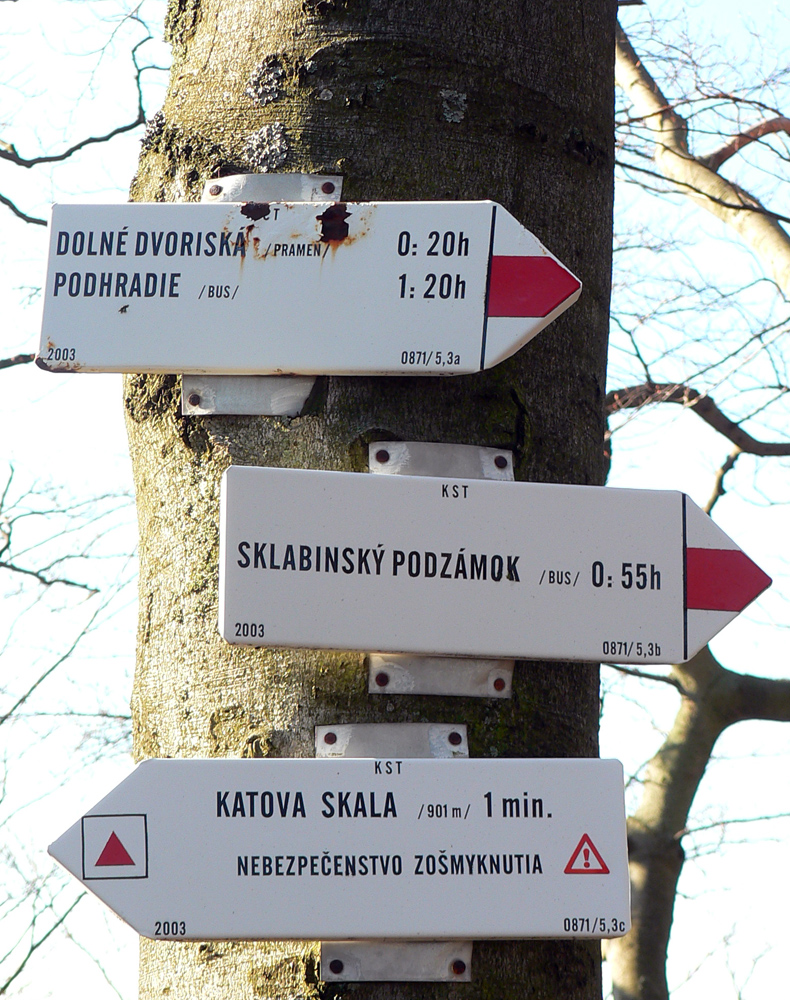 DOLNÉ DVORISKÁ /PRAMEN/ 0: 20h
PODHRADIE /BUS/ 1: 20h
2003 0871/5,3a
KST
SKLABINSKÝ PODZÁMOK /BUS/ 0: 55h
2003 0871/5,3b
KST
KATOVA SKALA /901 m/ 1 min.
NEBEZPEČENSTVO ZOŠMYKNUTIA
2003 0871/5,3c